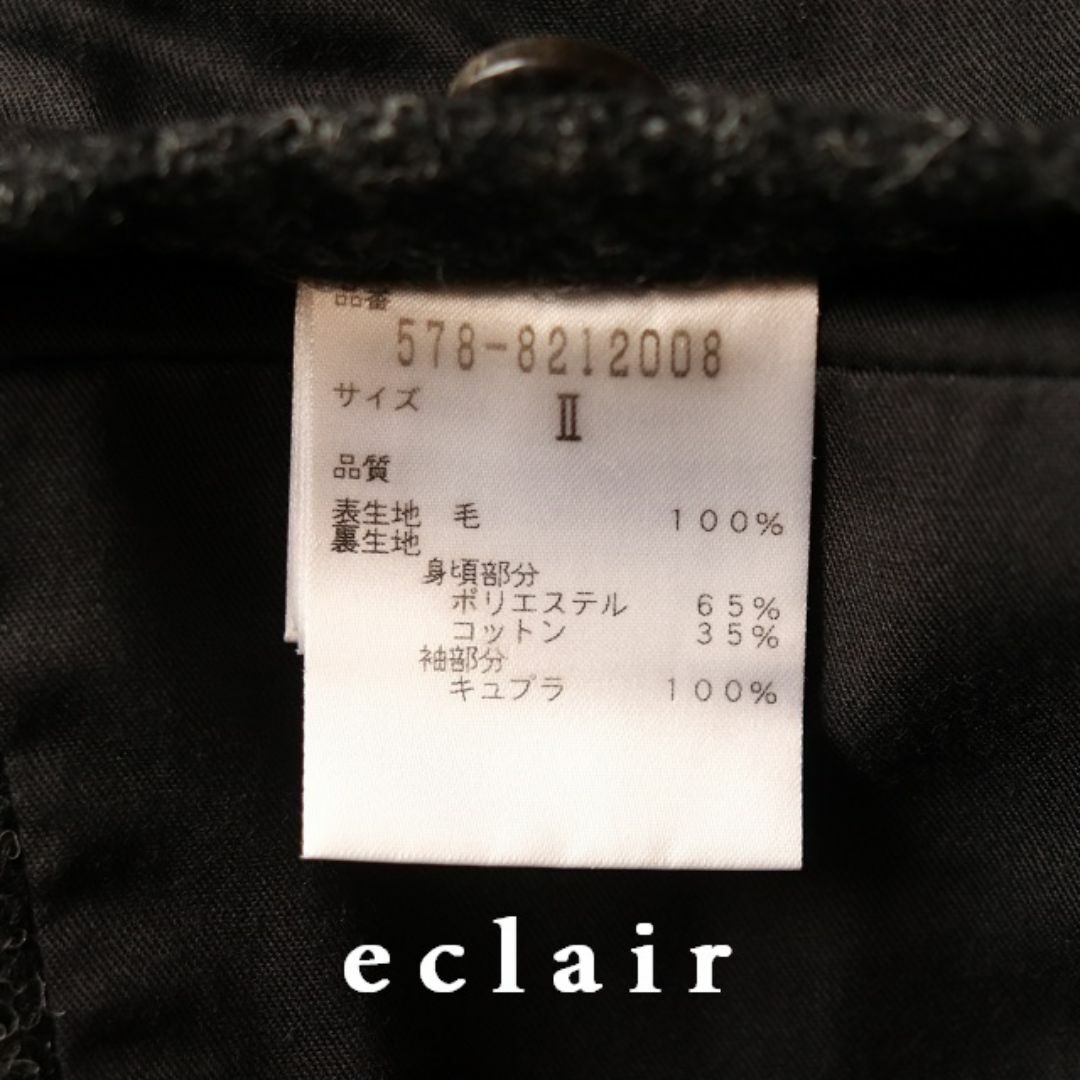 品番
578-8212008
サイズ Ⅱ
品質
表生地 毛 100%
裏生地
身頃部分
ポリエステル 65%
コットン 35%
袖部分
キュプラ 100%
eclair